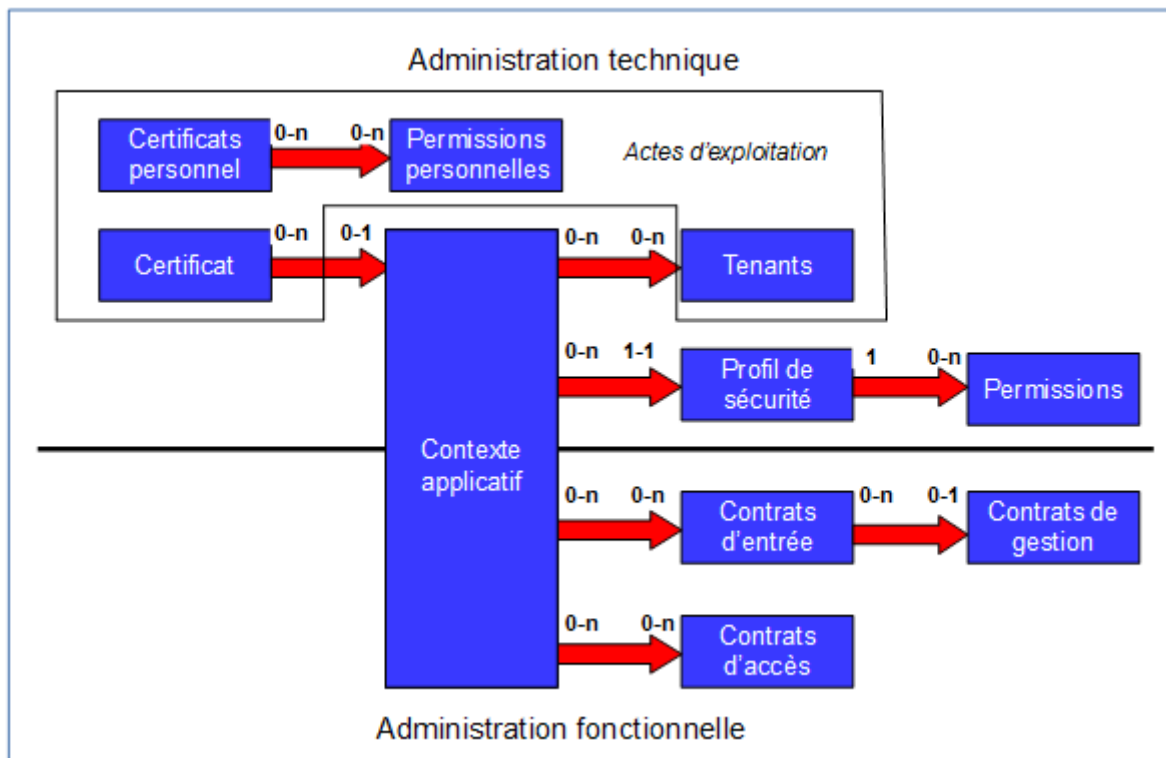 Administration technique
Certificats
personnel
0-n
0-n
Permissions
personnelles
Actes d'exploitation
Certificat
0-n
0-1
0-n
0-n
Tenants
0-n
1-1
Profil de
sécurité
1
0-n
Permissions
Contexte
applicatif
0-n
0-n
Contrats
d'entrée
0-n
0-1
Contrats de
gestion
0-n
0-n
Contrats
d'accès
Administration fonctionnelle